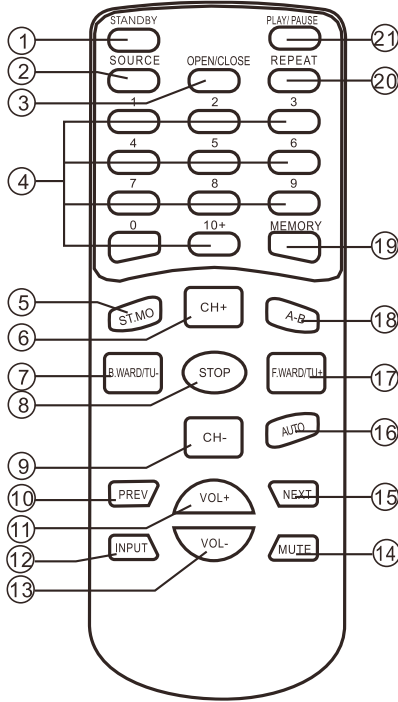 STANDBY PLAY/ PAUSE
1 21
SOURCE OPEN/CLOSE REPEAT
2 20
3
1 2 3
4 5 6
4
7 8 9
0 10+ MEMORY
19
5 ST.MO CH+ A-B 18
6
7 B.WARD/TU- STOP F.WARD/TU+ 17
8
CH- AUTO 16
9
10 PREV VOL+ NEXT 15
11
12 INPUT VOL- MUTE 14
13